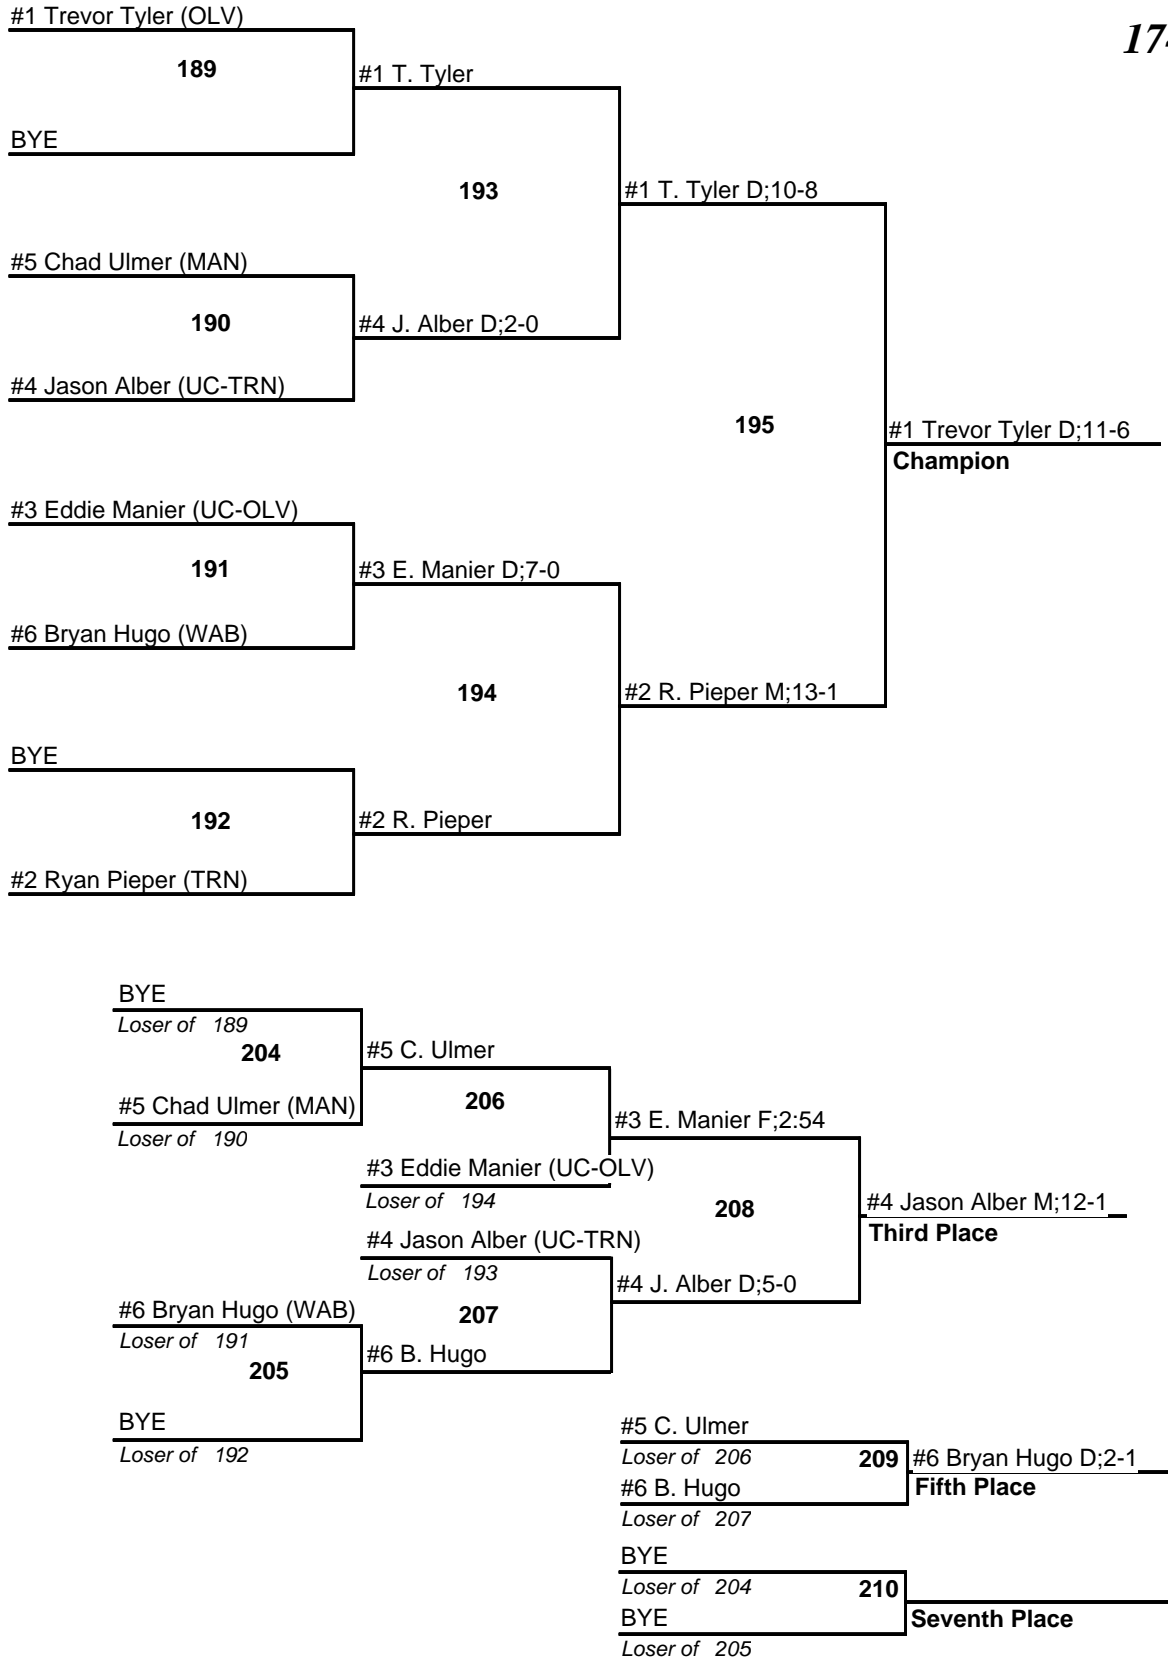 #1 Trevor Tyler (OLV)
17
189
#1 T. Tyler
BYE
193
#1 T. Tyler D;10-8
#5 Chad Ulmer (MAN)
190
#4 J. Alber D;2-0
#4 Jason Alber (UC-TRN)
195
#1 Trevor Tyler D;11-6
Champion
#3 Eddie Manier (UC-OLV)
191
#3 E. Manier D;7-0
#6 Bryan Hugo (WAB)
194
#2 R. Pieper M;13-1
BYE
192
#2 R. Pieper
#2 Ryan Pieper (TRN)
BYE
Loser of 189
204
#5 C. Ulmer
#5 Chad Ulmer (MAN)
206
Loser of 190
#3 E. Manier F;2:54
#3 Eddie Manier (UC-OLV)
Loser of 194
208
#4 Jason Alber M;12-1
Third Place
#4 Jason Alber (UC-TRN)
Loser of 193
#4 J. Alber D;5-0
#6 Bryan Hugo (WAB)
207
Loser of 191
#6 B. Hugo
205
BYE
Loser of 192
#5 C. Ulmer
Loser of 206
209
#6 Bryan Hugo D;2-1
#6 B. Hugo
Fifth Place
Loser of 207
BYE
Loser of 204
210
BYE
Seventh Place
Loser of 205